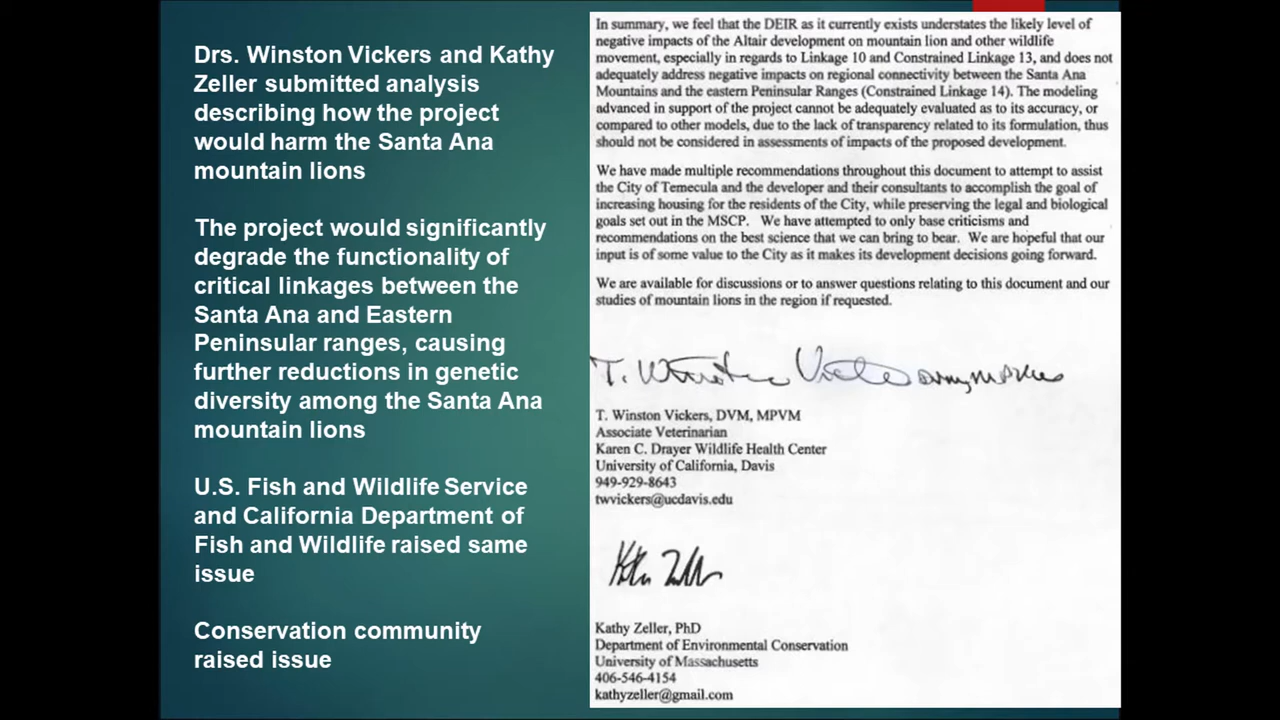 Drs. Winston Vickers and Kathy
Zeller submitted analysis
describing how the project
would harm the Santa Ana
mountain lions
The project would significantly
degrade the functionality of
critical linkages between the
Santa Ana and Eastern
Peninsular ranges, causing
further reductions in genetic
diversity among the Santa Ana
mountain lions
U.S. Fish and Wildlife Service
and California Department of
Fish and Wildlife raised same
issue
Conservation community
raised issue
In summary, we feel that the DEIR as it currently exists understates the likely level of
negative impacts of the Altair development on mountain lion and other wildlife
movement, especially in regards to Linkage 10 and Constrained Linkage 13, and does not
adequately address negative impacts on regional connectivity between the Santa Ana
Mountains and the eastern Peninsular Ranges (Constrained Linkage 14). The modeling
advanced in support of the project cannot be adequately evaluated as to its accuracy, or
compared to other models, due to the lack of transparency related to its formulation, thus
should not be considered in assessments of impacts of the proposed development.
We have made multiple recommendations throughout this document to attempt to assist
the City of Temecula and the developer and their consultants to accomplish the goal of
increasing housing for the residents of the City, while preserving the legal and biological
goals set out in the MSCP. We have attempted to only base criticisms and
recommendations on the best science that we can bring to bear. We are hopeful that our
input is of some value to the City as it makes its development decisions going forward.
We are available for discussions or to answer questions relating to this document and our
studies of mountain lions in the region if requested.
T. Winston Vickers DVM, MPVM
T. Winston Vickers, DVM, MPVM
Associate Veterinarian
Karen C. Drayer Wildlife Health Center
University of California, Davis
949-929-8643
twvickers@ucdavis.edu
Kathy Zeller, PhD
Department of Environmental Conservation
University of Massachusetts
406-546-4154
kathyzeller@gmail.com